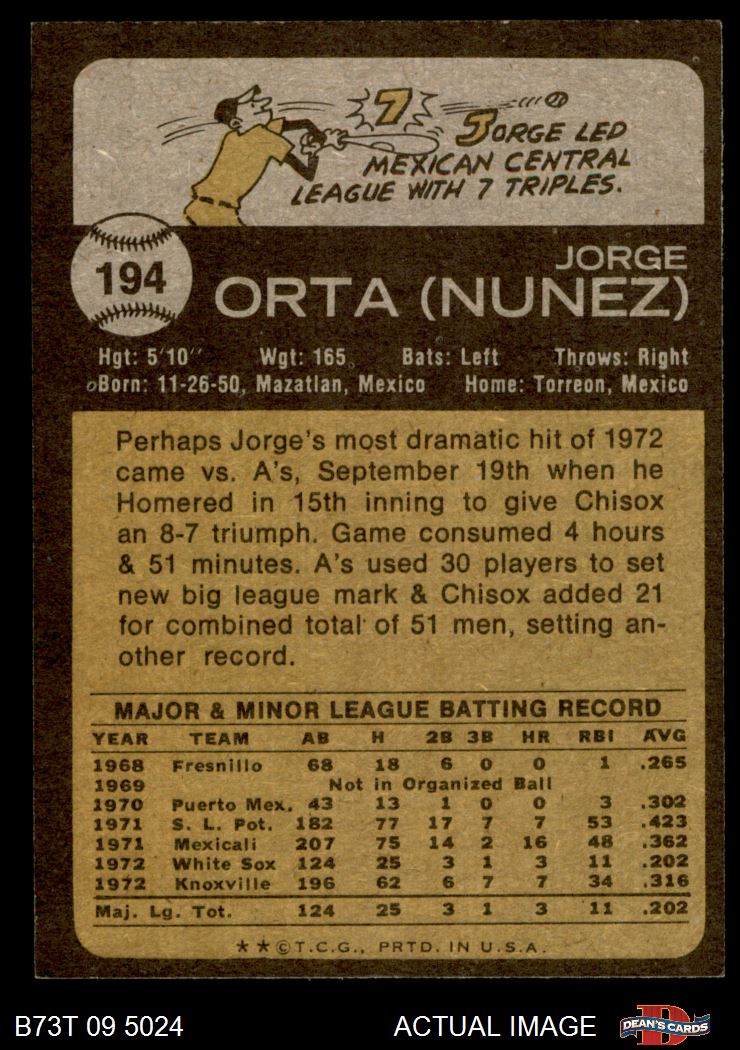 7
JORGE LED
MEXICAN CENTRAL
LEAGUE WITH 7 TRIPLES.
194
JORGE
ORTA (NUNEZ)
Hgt: 5'10'' Wgt: 165 Bats: Left Throws: Right
Born: 11-26-50, Mazatlan, Mexico Home: Torreon, Mexico
Perhaps Jorge's most dramatic hit of 1972
came vs. A's, September 19th when he
Homered in 15th inning to give Chisox
an 8-7 triumph. Game consumed 4 hours
& 51 minutes. A's used 30 players to set
new big league mark & Chisox added 21
for combined total of 51 men, setting an-
other record.
MAJOR & MINOR LEAGUE BATTING RECORD
YEAR TEAM AB H 2B 3B HR RBI AVG
1968 Fresnillo 68 18 6 0 0 1 .265
1969 Not in Organized Ball
1970 Puerto Mex. 43 13 1 0 0 3 .302
1971 S. L. Pot. 182 77 17 7 7 53 .423
1971 Mexicali 207 75 14 2 16 48 .362
1972 White Sox 124 25 3 1 3 11 .202
1972 Knoxville 196 62 6 7 7 34 .316
Maj. Lg. Tot. 124 25 3 1 3 11 .202
★ ★ © T.C.G., PRTD. IN U.S.A.
B73T 09 5024 ACTUAL IMAGE D DEAN'S CARDS